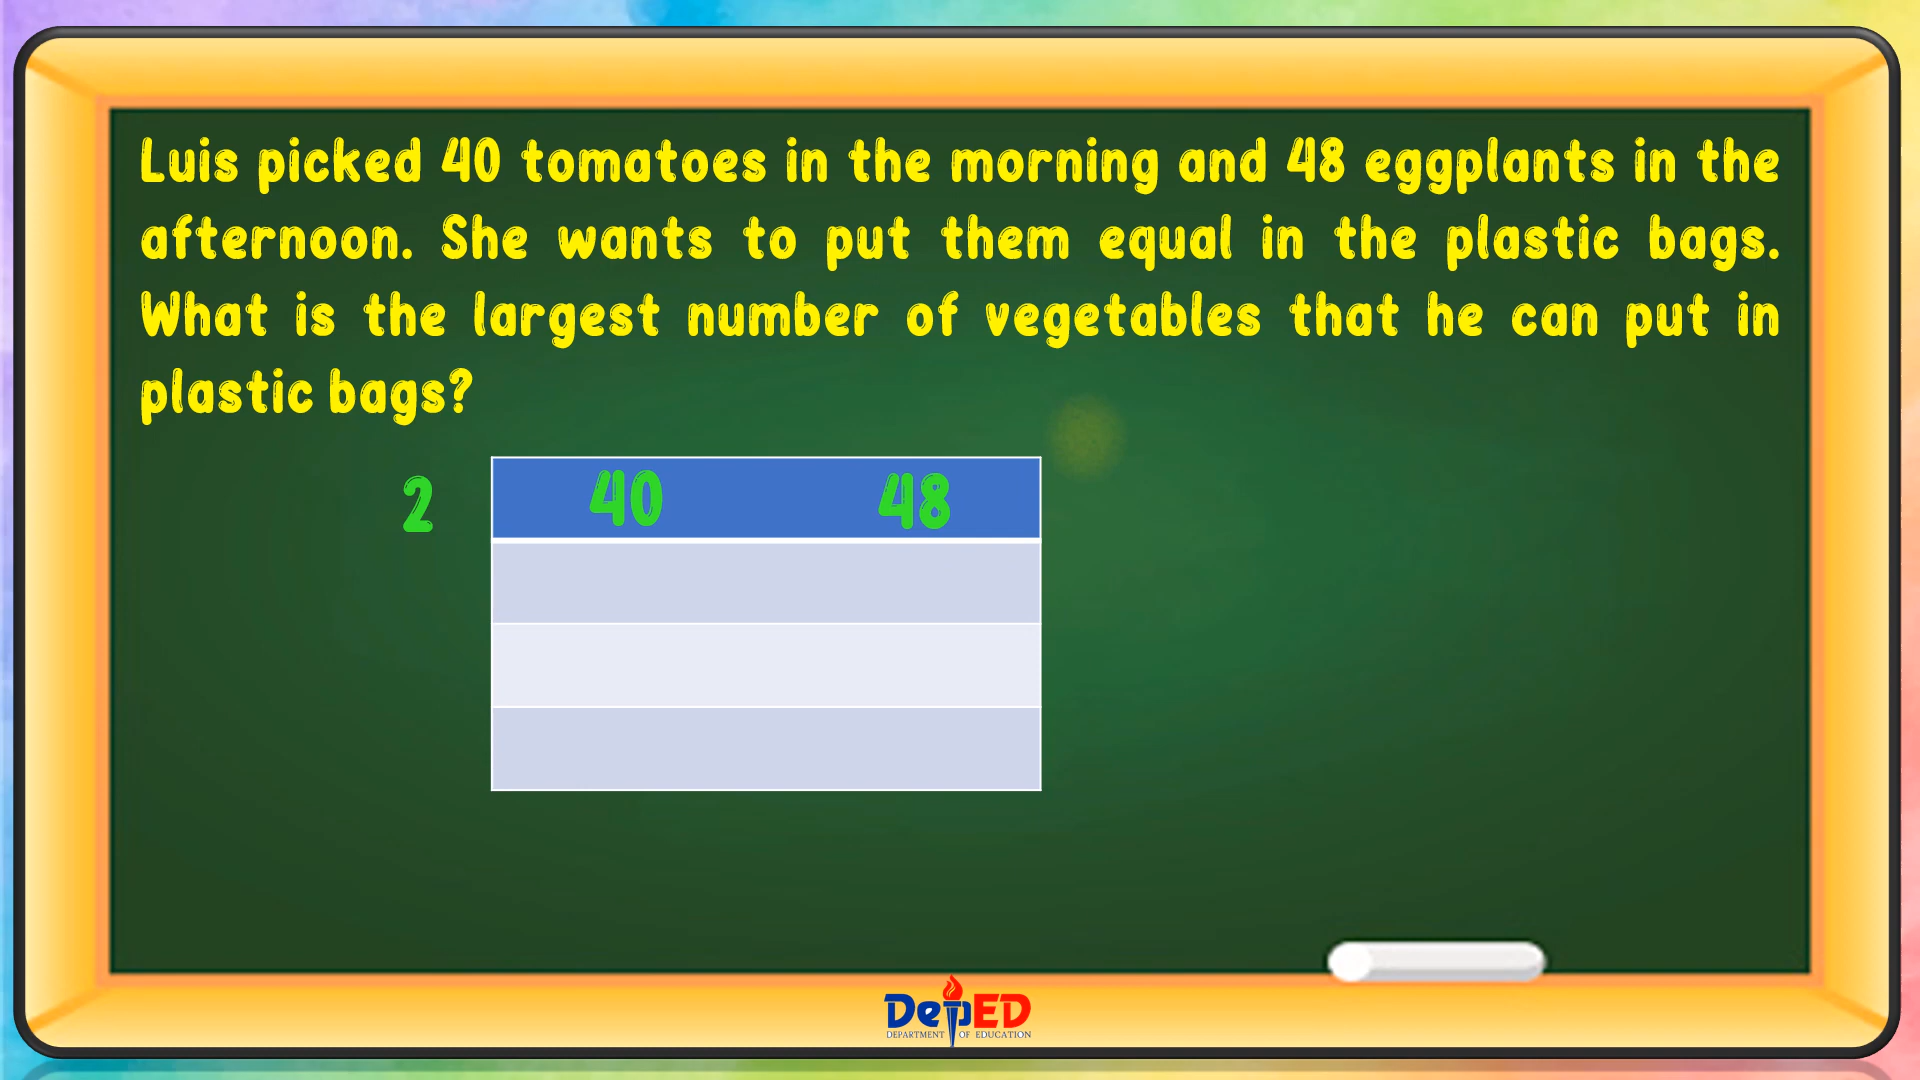 Luis picked 40 tomatoes in the morning and 48 eggplants in the
afternoon. She wants to put them equal in the plastic bags.
What is the largest number of vegetables that he can put in
plastic bags?
2 40 48
DepED
DEPARTMENT OF EDUCATION